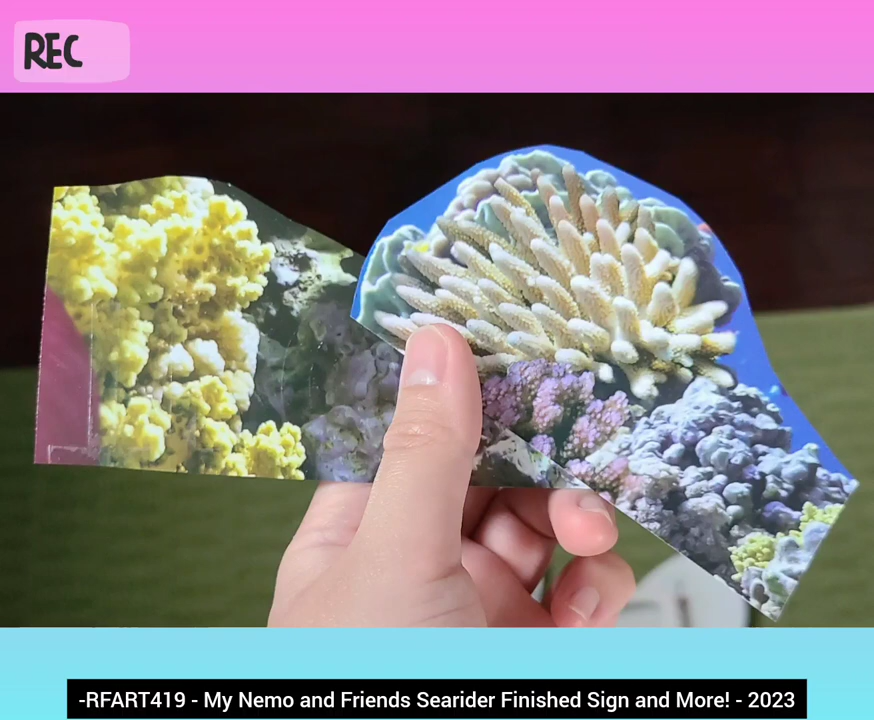 REC
-RFART419 - My Nemo and Friends Searider Finished Sign and More! - 2023